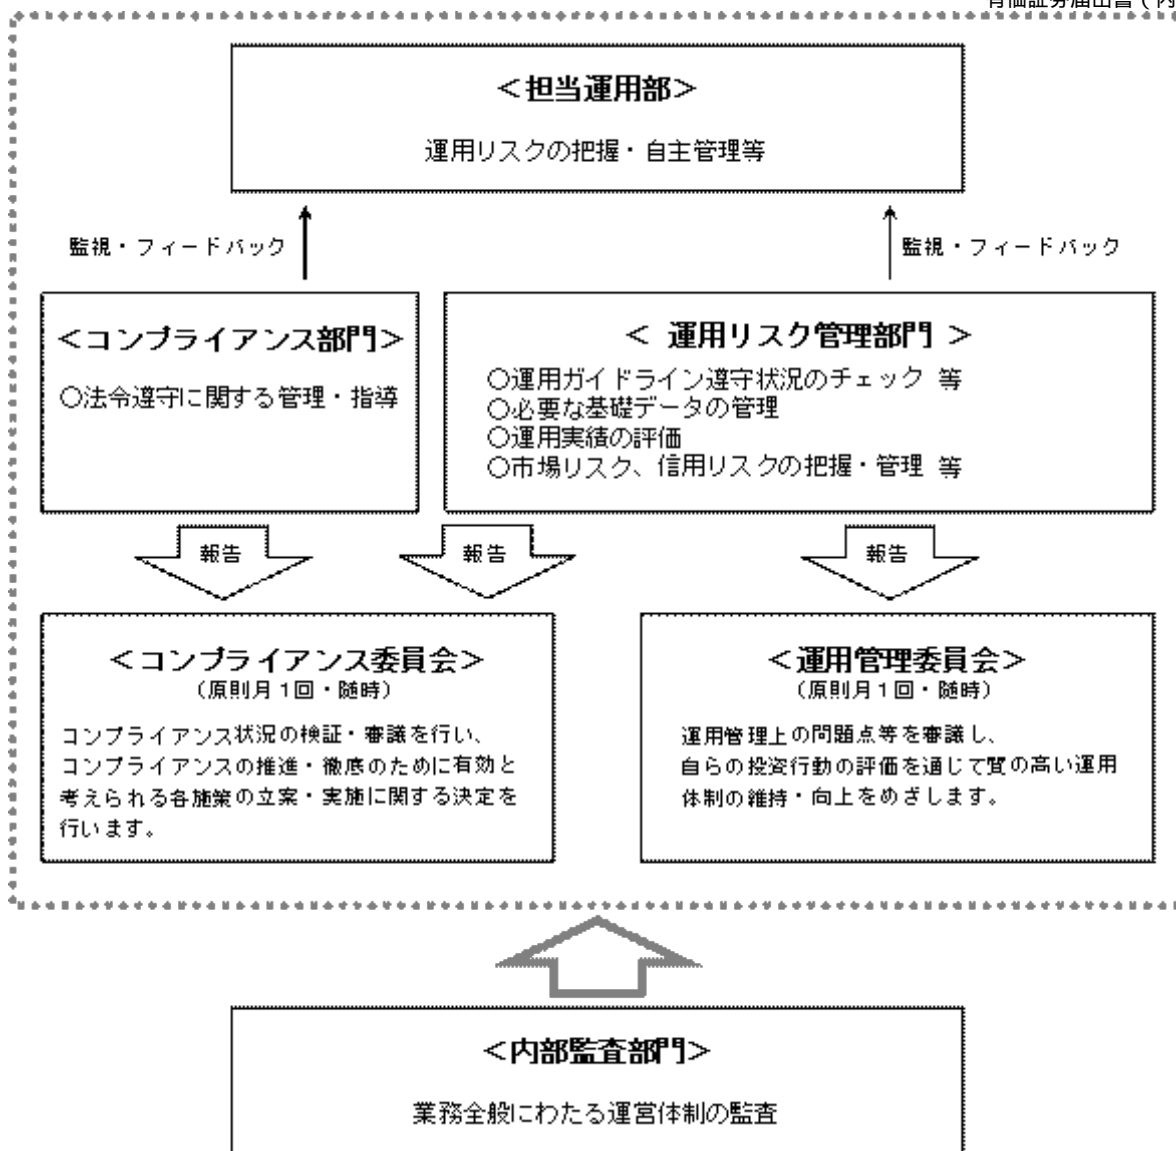 有価証券届出書（内
＜担当運用部＞
運用リスクの把握・自主管理等
監視・フィードバック
監視・フィードバック
＜コンプライアンス部門＞
○法令遵守に関する管理・指導
＜ 運用リスク管理部門 ＞
○運用ガイドライン遵守状況のチェック 等
○必要な基礎データの管理
○運用実績の評価
○市場リスク、信用リスクの把握・管理 等
報告
報告
報告
＜コンプライアンス委員会＞
（原則月１回・随時）
コンプライアンス状況の検証・審議を行い、
コンプライアンスの推進・徹底のために有効と
考えられる各施策の立案・実施に関する決定を
行います。
＜運用管理委員会＞
（原則月１回・随時）
運用管理上の問題点等を審議し、
自らの投資行動の評価を通じて質の高い運用
体制の維持・向上をめざします。
＜内部監査部門＞
業務全般にわたる運営体制の監査